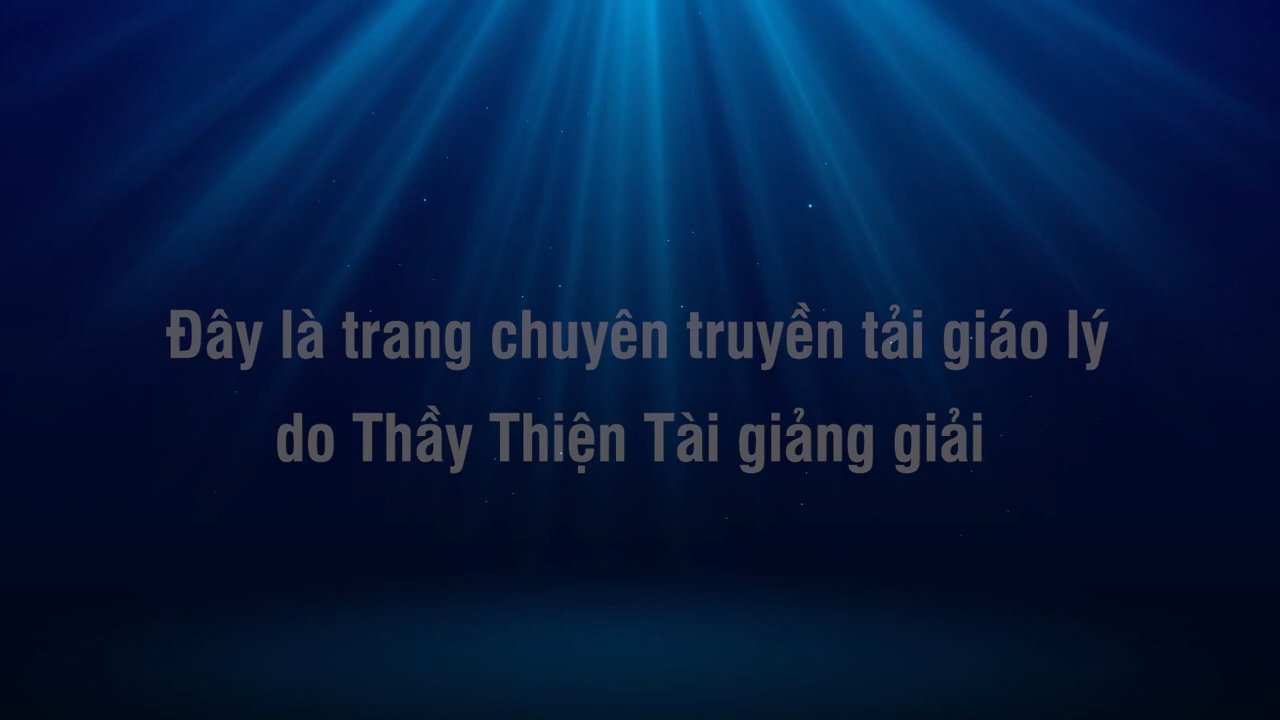 Đây là trang chuyên truyền tải giáo lý
do Thầy Thiện Tài giảng giải